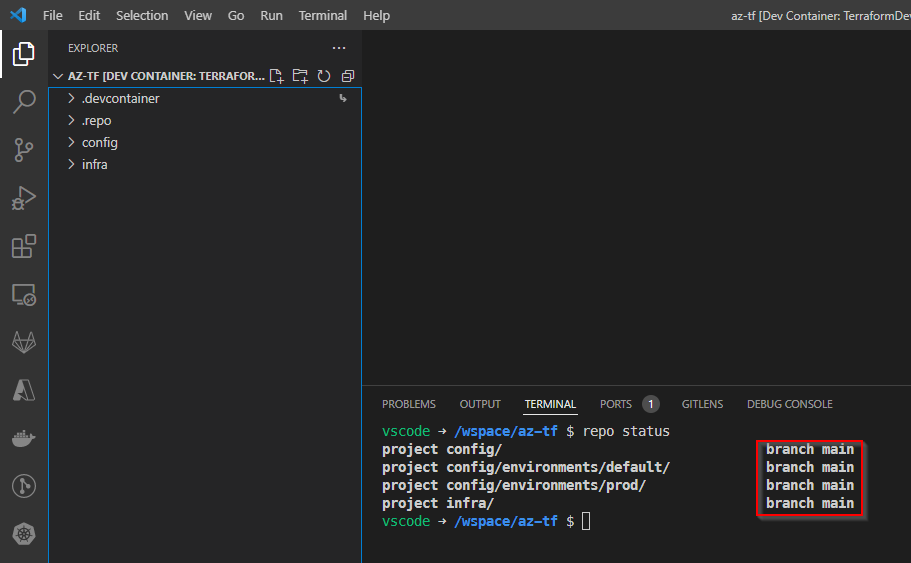 File Edit Selection View Go Run Terminal Help
az-tf [Dev Container: TerraformDev
EXPLORER ...
AZ-TF [DEV CONTAINER: TERRAFOR...
.devcontainer
.repo
config
infra
PROBLEMS OUTPUT TERMINAL PORTS 1 GITLENS DEBUG CONSOLE
vscode → /wspace/az-tf $ repo status
project config/ branch main
project config/environments/default/ branch main
project config/environments/prod/ branch main
project infra/ branch main
vscode → /wspace/az-tf $